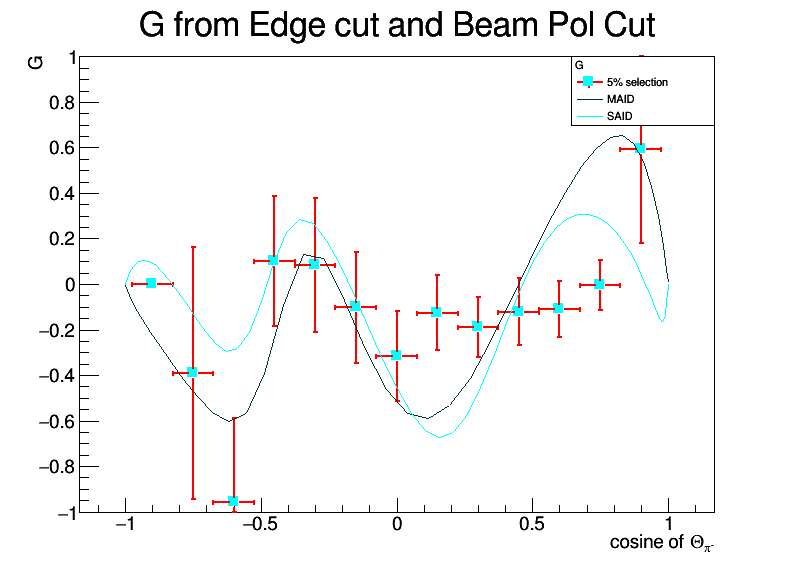 G from Edge cut and Beam Pol Cut
G
1
0.8
0.6
0.4
0.2
0
−0.2
−0.4
−0.6
−0.8
−1
G
5% selection
MAID
SAID
−1 −0.5 0 0.5 1
cosine of Θπ-